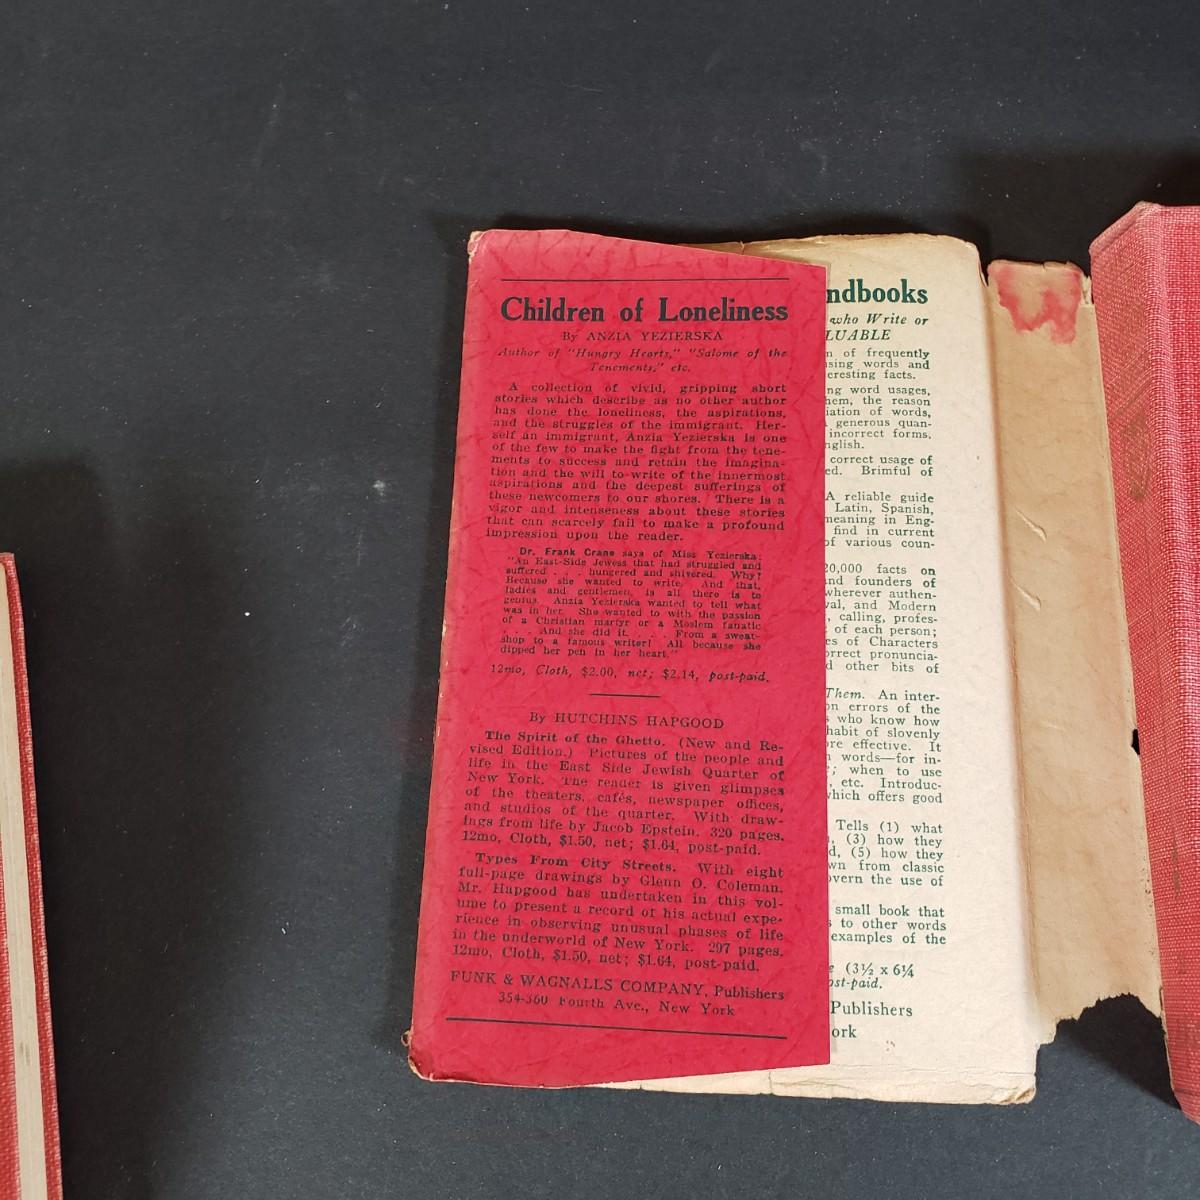 Children of Loneliness
By ANZIA YEZIERSKA
Author of "Hungry Hearts," "Salome of the
Tenements," etc.
A collection of vivid, gripping short
stories which describe as no other author
has done the loneliness, the aspirations,
and the struggles of the immigrant. Her-
self an immigrant, Anzia Yezierska is one
of the few to make the fight from the tene-
ments to success and retain the imagina-
tion and the will to write of the innermost
aspirations and the deepest sufferings of
these newcomers to our shores. There is a
vigor and intenseness about these stories
that can scarcely fail to make a profound
impression upon the reader.
Dr. Frank Crane says of Miss Yezierska:
"An East-Side Jewess that had struggled and
suffered . . . hungered and shivered. Why?
Because she wanted to write. And that,
ladies and gentlemen, is all there is to
genius. Anzia Yezierska wanted to tell what
was in her. She wanted to with the passion
of a Christian martyr or a Moslem fanatic
. . . And she did it. . . . From a sweat-
shop to a famous writer! All because she
dipped her pen in her heart."
12mo, Cloth, $2.00, net; $2.14, post-paid.
By HUTCHINS HAPGOOD
The Spirit of the Ghetto. (New and Re-
vised Edition.) Pictures of the people and
life in the East Side Jewish Quarter of
New York. The reader is given glimpses
of the theaters, cafés, newspaper offices,
and studios of the quarter. With draw-
ings from life by Jacob Epstein. 320 pages.
12mo, Cloth, $1.50, net; $1.64, post-paid.
Types From City Streets. With eight
full-page drawings by Glenn O. Coleman.
Mr. Hapgood has undertaken in this vol-
ume to present a record of his actual expe-
rience in observing unusual phases of life
in the underworld of New York. 297 pages.
12mo, Cloth, $1.50, net; $1.64, post-paid.
FUNK & WAGNALLS COMPANY, Publishers
354-360 Fourth Ave., New York
ndbooks
who Write or
LUABLE
n of frequently
sing words and
eresting facts.
ng word usages,
hem, the reason
iation of words,
generous quan-
incorrect forms.
nglish.
correct usage of
ed. Brimful of
A reliable guide
Latin, Spanish,
meaning in Eng-
find in current
of various coun-
20,000 facts on
nd founders of
wherever authen-
val, and Modern
, calling, profes-
of each person;
es of Characters
orrect pronuncia-
d other bits of
Them. An inter-
on errors of the
s who know how
habit of slovenly
ore effective. It
n words—for in-
; when to use
, etc. Introduc-
which offers good
Tells (1) what
, (3) how they
d, (5) how they
wn from classic
overn the use of
small book that
s to other words
examples of the
e (3½ x 6¼
ost-paid.
Publishers
ork